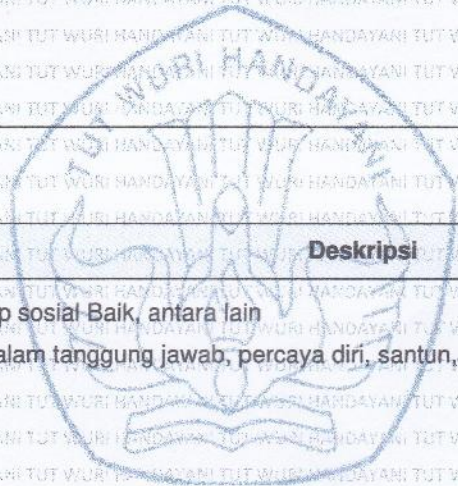 TUT WURI HANDAYANI
Deskripsi
p sosial Baik, antara lain
alam tanggung jawab, percaya diri, santun,